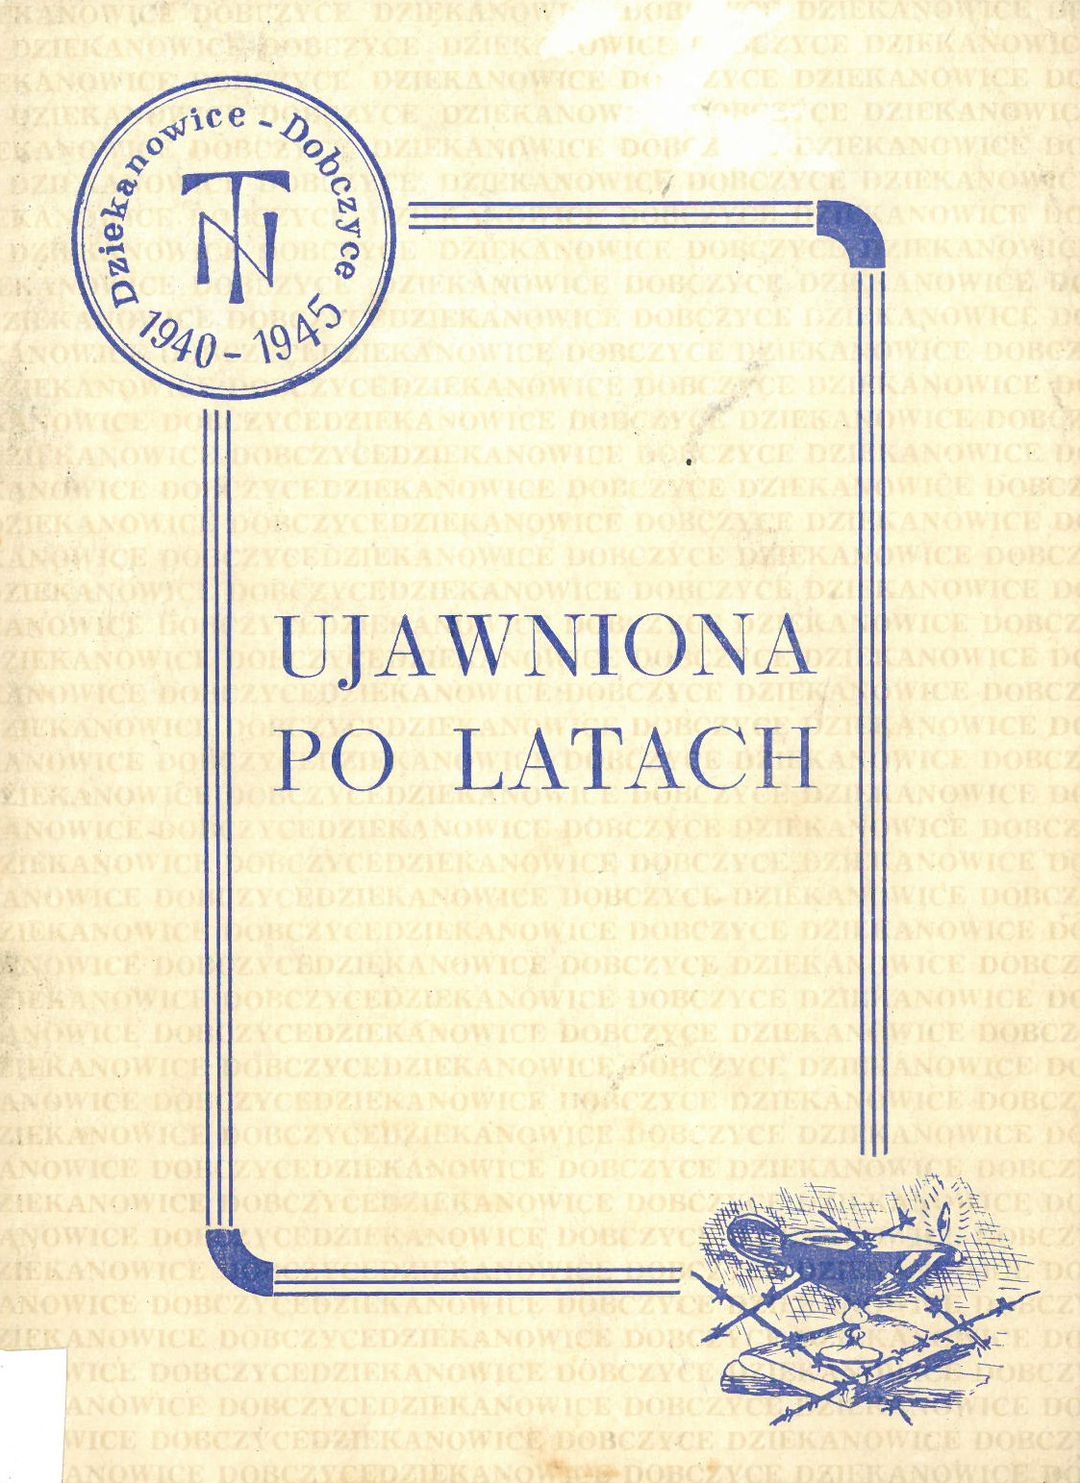 Dziekanowice - Dobczyce
TN
1940 - 1945
UJAWNIONA
PO LATACH